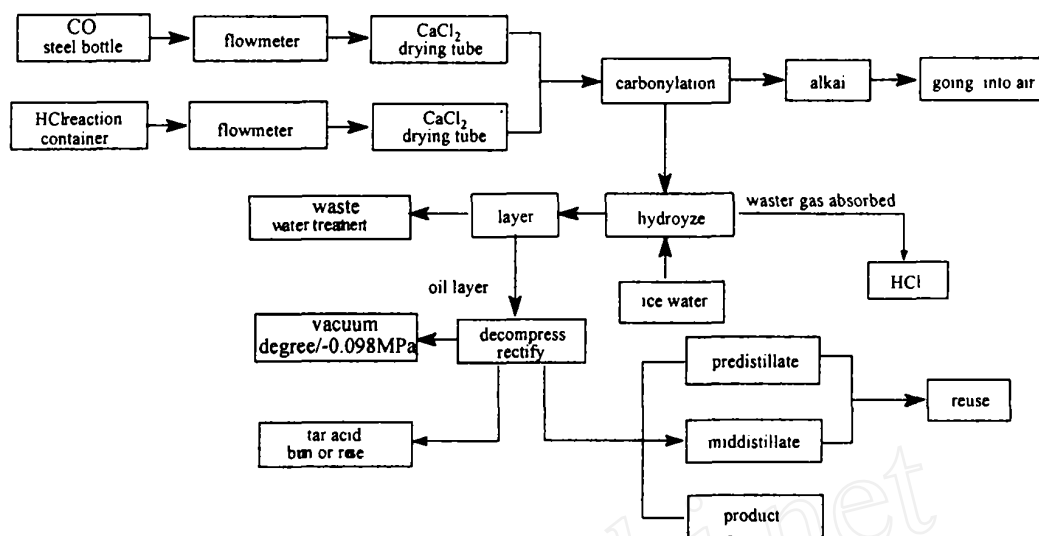 CO
steel bottle
flowmeter
CaCl2
drying tube
carbonylation
alkai
going into air
HClreaction
container
flowmeter
CaCl2
drying tube
waste
water treatment
layer
hydroyze
waster gas absorbed
HCl
oil layer
ice water
vacuum
degree/-0.098MPa
decompress
rectify
predistillate
reuse
tar acid
middistillate
product